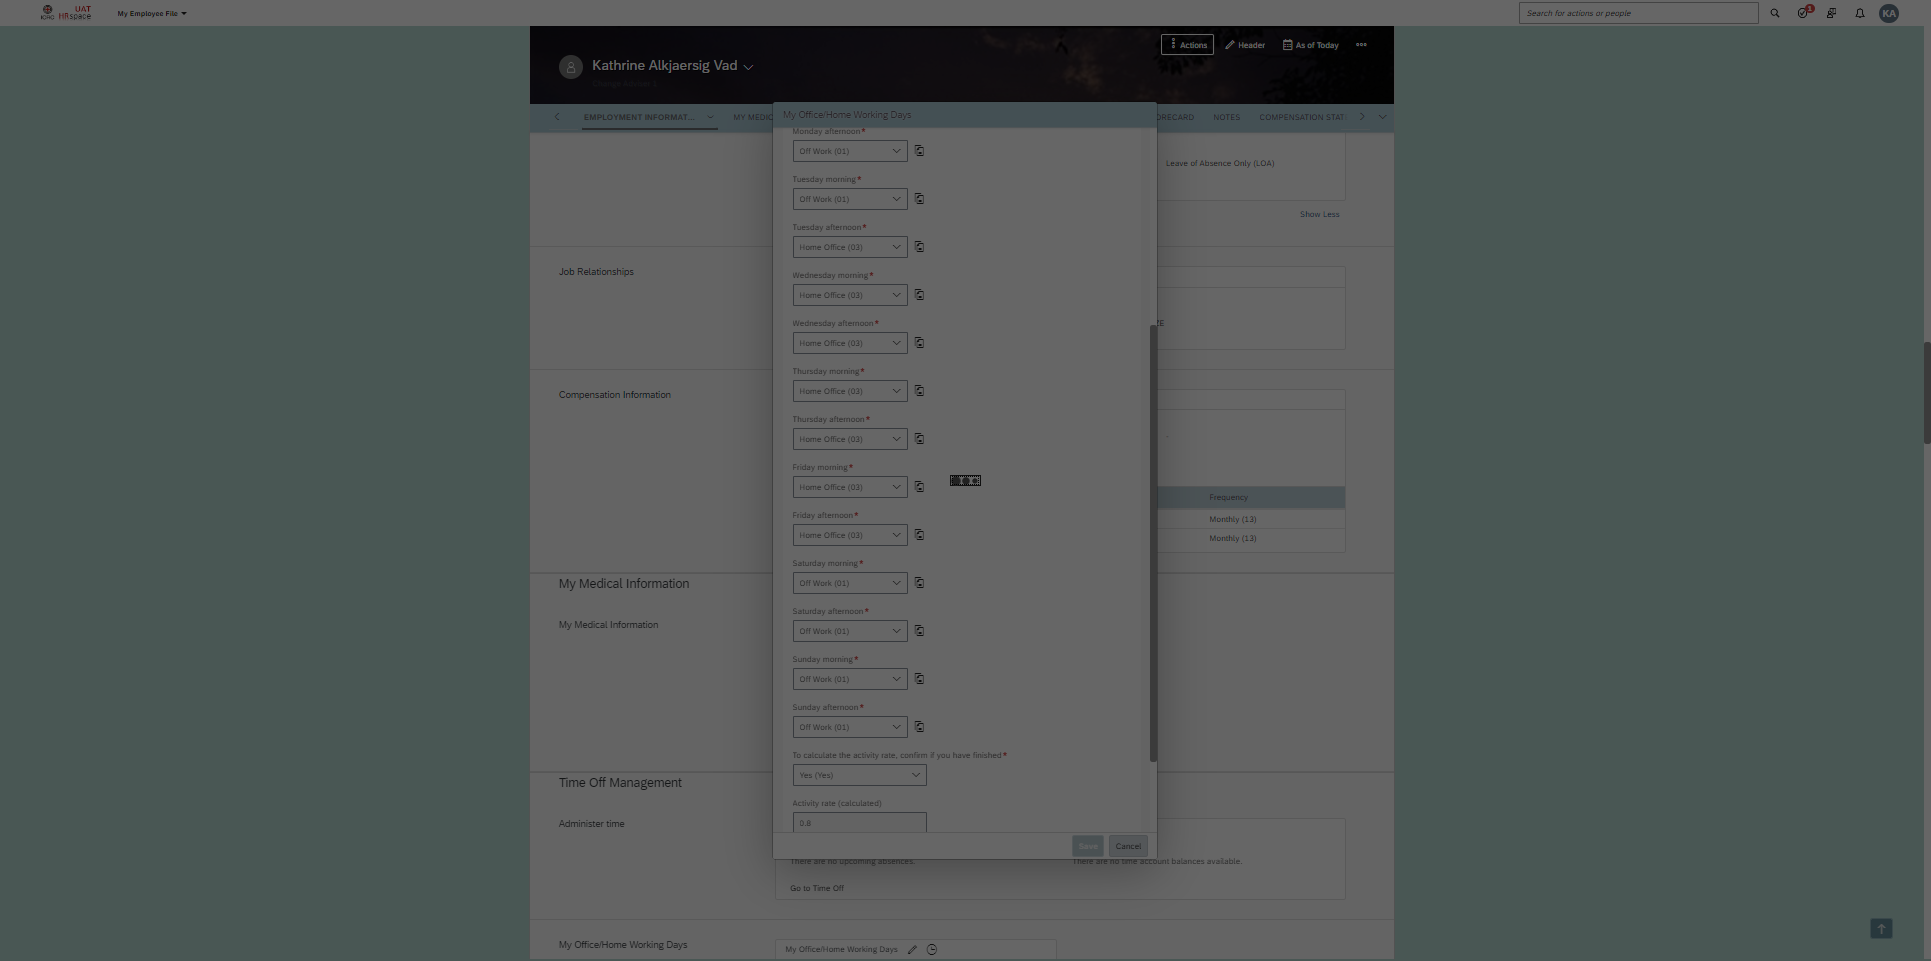 ICRC
UAT
HRspace
My Employee File
Search for actions or people
1
KA
Actions
Header
As of Today
Kathrine Alkjaersig Vad
EMPLOYMENT INFORMAT...
MY MEDIC
ORECARD
NOTES
COMPENSATION STAT
My Office/Home Working Days
Monday afternoon*
Off Work (01)
Tuesday morning*
Off Work (01)
Tuesday afternoon*
Home Office (03)
Wednesday morning*
Home Office (03)
Wednesday afternoon*
Home Office (03)
Thursday morning*
Home Office (03)
Thursday afternoon*
Home Office (03)
Friday morning*
Home Office (03)
Friday afternoon*
Home Office (03)
Saturday morning*
Off Work (01)
Saturday afternoon*
Off Work (01)
Sunday morning*
Off Work (01)
Sunday afternoon*
Off Work (01)
To calculate the activity rate, confirm if you have finished*
Yes (Yes)
Activity rate (calculated)
0.8
Save
Cancel
Leave of Absence Only (LOA)
Show Less
Job Relationships
TE
Compensation Information
Frequency
Monthly (13)
Monthly (13)
My Medical Information
My Medical Information
Time Off Management
Administer time
There are no upcoming absences.
There are no time account balances available.
Go to Time Off
My Office/Home Working Days
My Office/Home Working Days